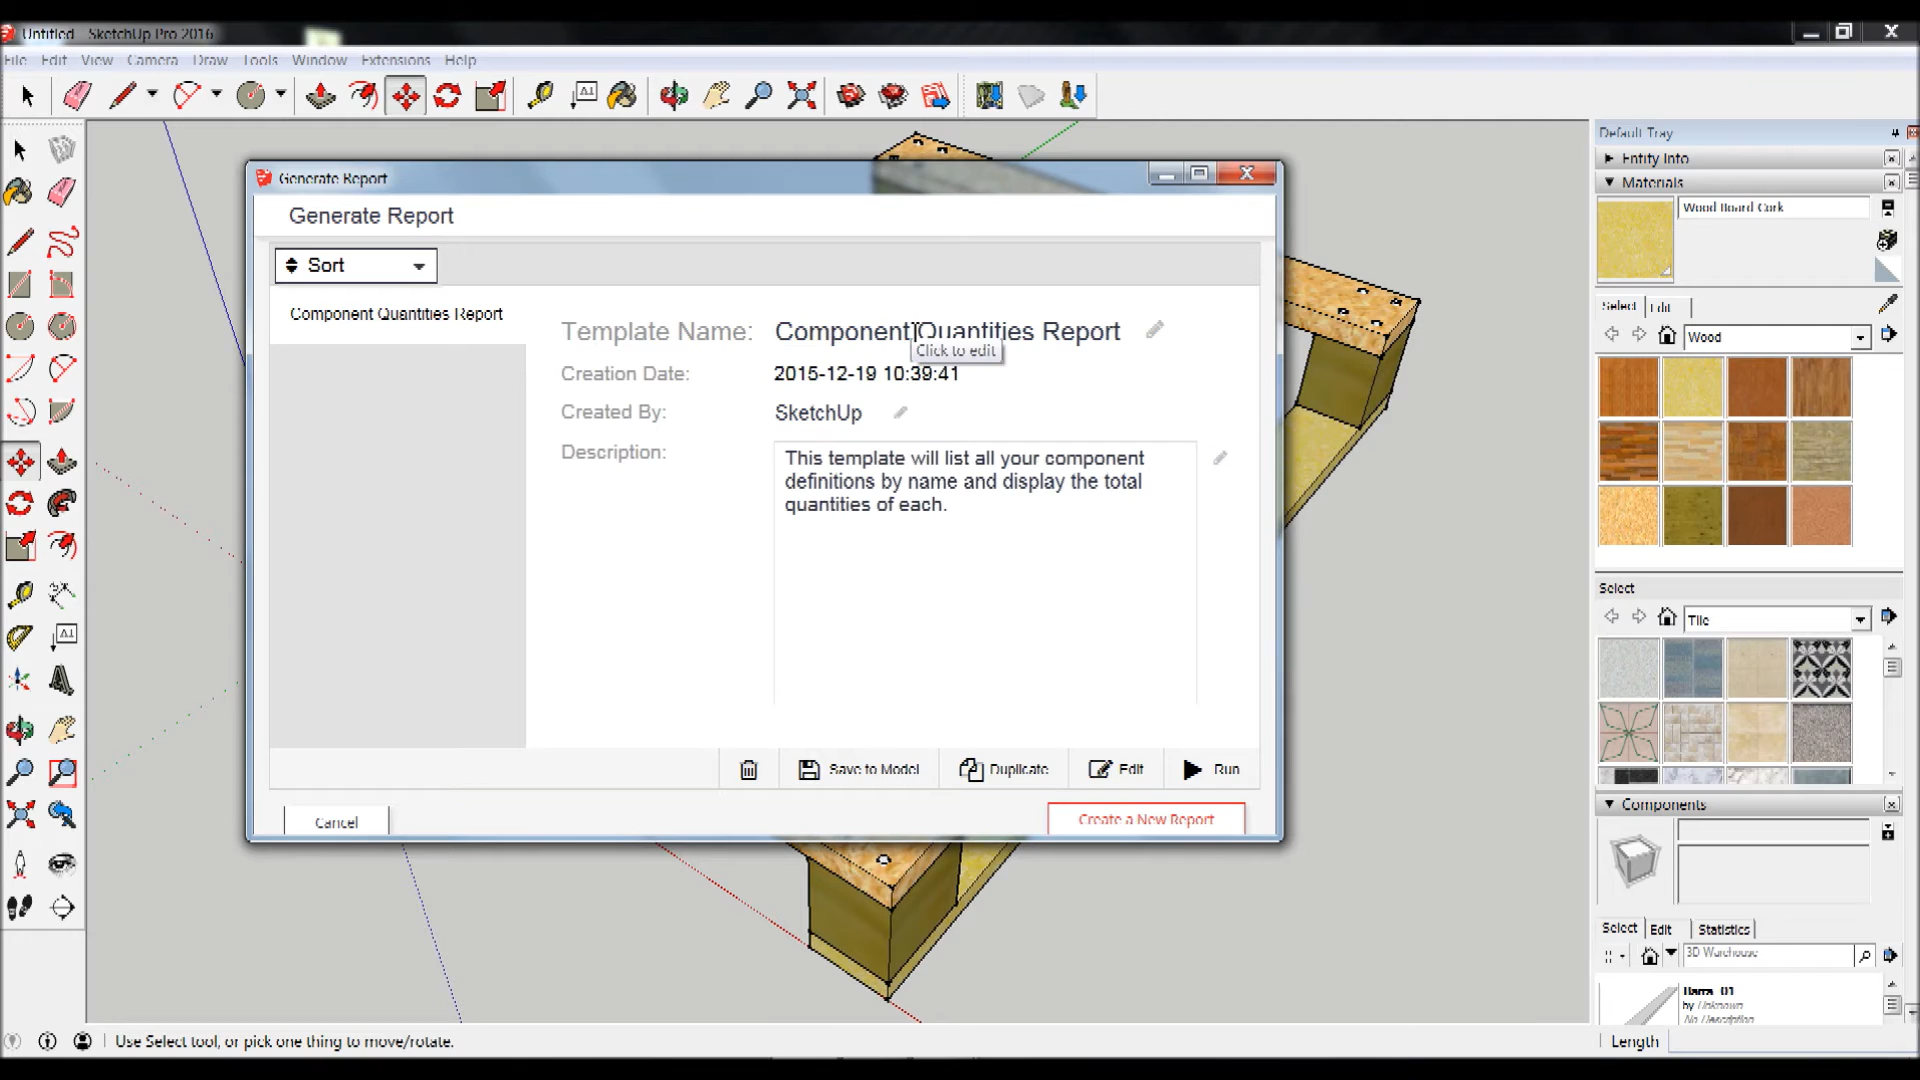 Untitled - SketchUp Pro 2016
File Edit View Camera Draw Tools Window Extensions Help
Default Tray
Entity Info
Materials
Wood Board Cork
Select Edit
Wood
Generate Report
Generate Report
Sort
Component Quantities Report
Template Name: Component Quantities Report
Click to edit
Creation Date: 2015-12-19 10:39:41
Created By: SketchUp
Description: This template will list all your component
definitions by name and display the total
quantities of each.
Save to Model Duplicate Edit Run
Cancel Create a New Report
Select
Tile
Components
Select Edit Statistics
3D Warehouse
Barra_01
by Unknown
No Description
Use Select tool, or pick one thing to move/rotate.
Length